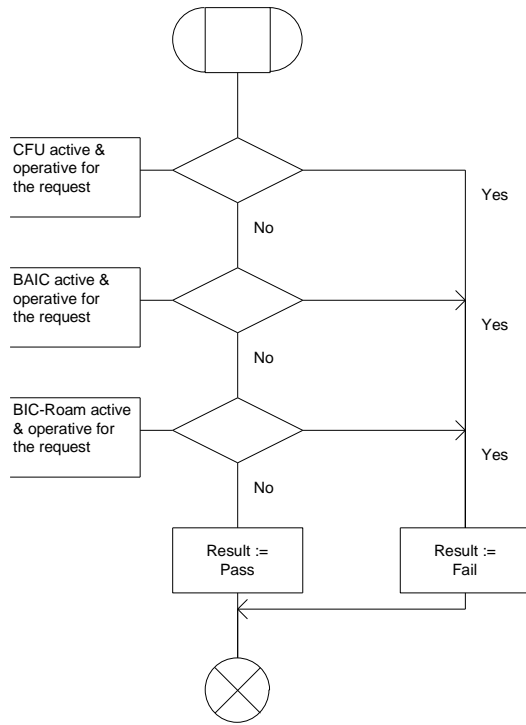 CFU active &
operative for
the request
Yes
No
BAIC active &
operative for
the request
Yes
No
BIC-Roam active
& operative for
the request
Yes
No
Result :=
Pass
Result :=
Fail